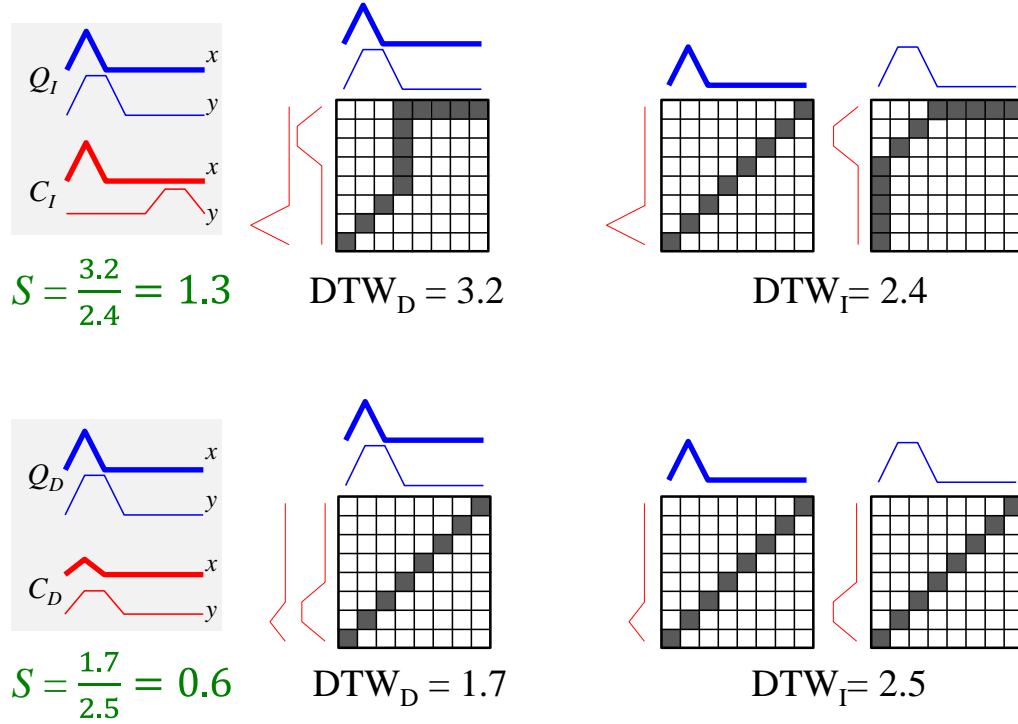 x
Q_I
y
x
C_I
y
S = 3.2/2.4 = 1.3
DTW_D = 3.2
DTW_I= 2.4
x
Q_D
y
x
C_D
y
S = 1.7/2.5 = 0.6
DTW_D = 1.7
DTW_I= 2.5